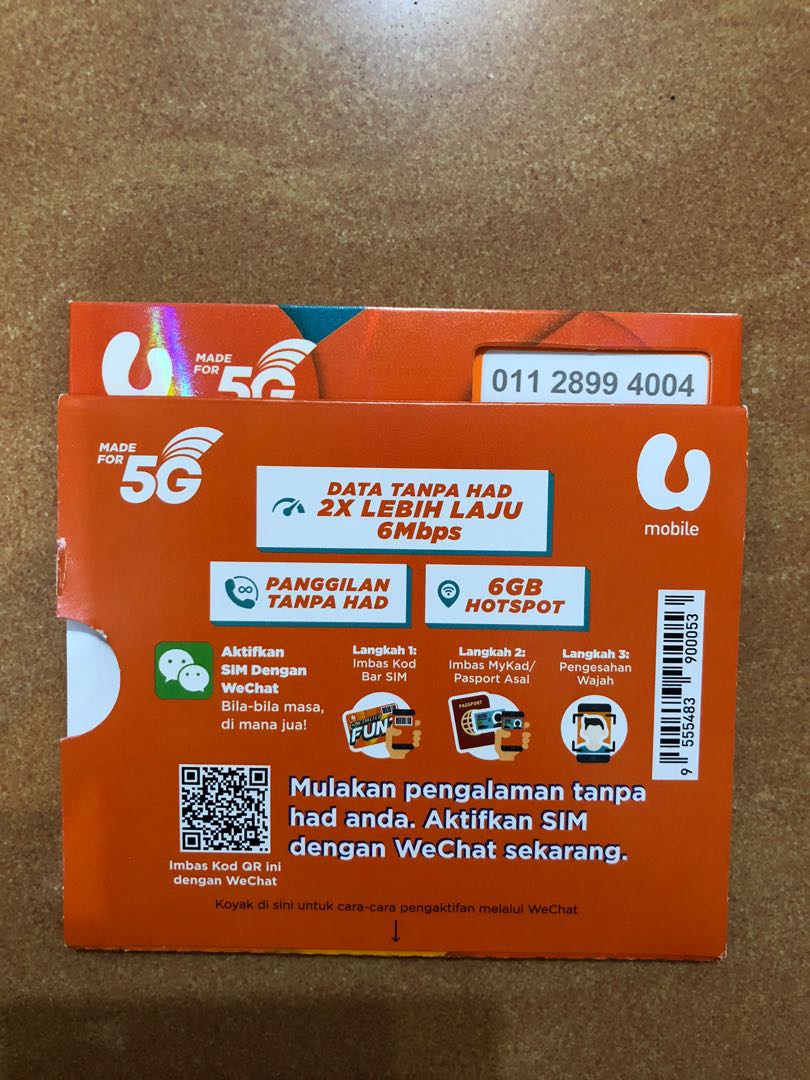 MADE
FOR 5G
011 2899 4004
MADE
FOR 5G
mobile
DATA TANPA HAD
2X LEBIH LAJU
6Mbps
PANGGILAN
TANPA HAD
6GB
HOTSPOT
Aktifkan
SIM Dengan
WeChat
Bila-bila masa,
di mana jua!
Langkah 1:
Imbas Kod
Bar SIM
FUNZ
Langkah 2:
Imbas MyKad/
Pasport Asal
PASSPORT
Langkah 3:
Pengesahan
Wajah
9 555483 900053
Imbas Kod QR ini
dengan WeChat
Mulakan pengalaman tanpa
had anda. Aktifkan SIM
dengan WeChat sekarang.
Koyak di sini untuk cara-cara pengaktifan melalui WeChat